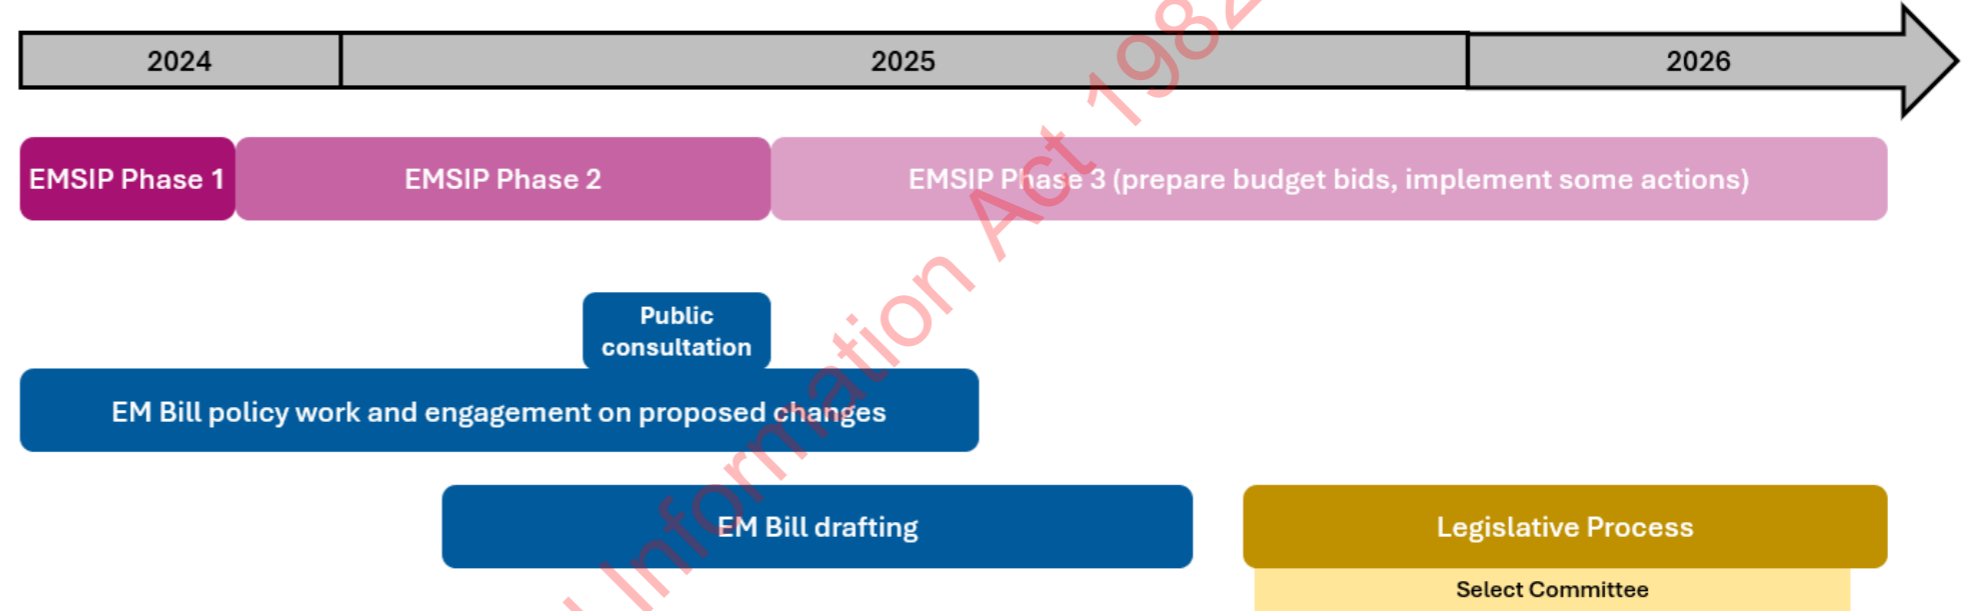 2024 2025 2026
EMSIP Phase 1 EMSIP Phase 2 EMSIP Phase 3 (prepare budget bids, implement some actions)
Public
consultation
EM Bill policy work and engagement on proposed changes
EM Bill drafting Legislative Process
Select Committee
Information Act 1982